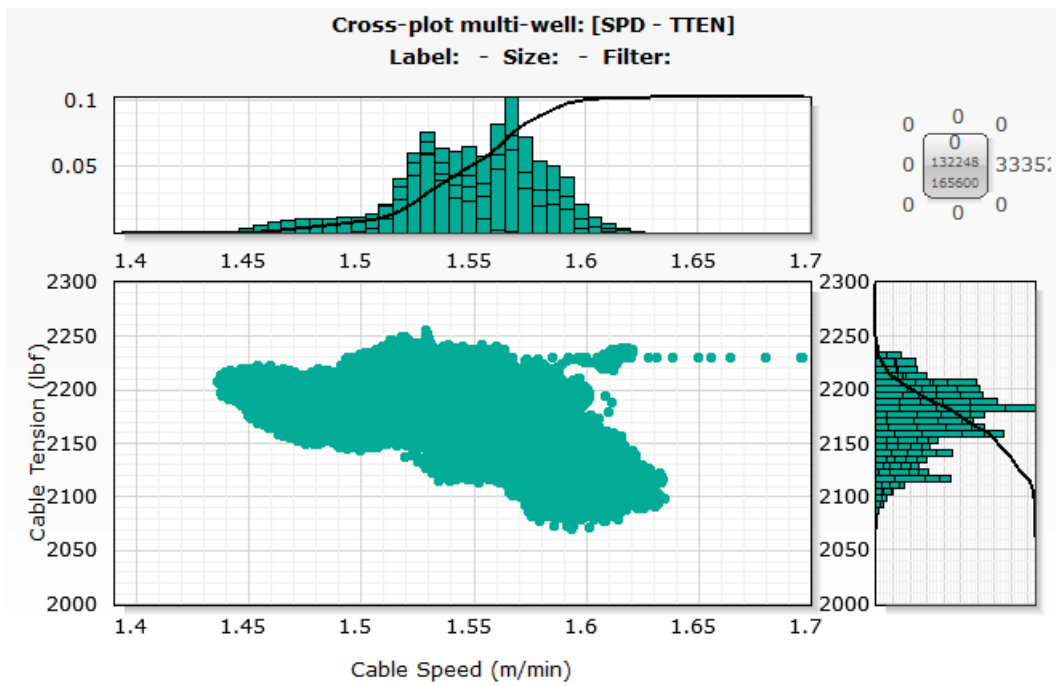 Cross-plot multi-well: [SPD - TTEN]
Label: - Size: - Filter:
0.1
0.05
1.4 1.45 1.5 1.55 1.6 1.65 1.7
0 0 0
0
0 132248 33352
165600
0 0 0
Cable Tension (lbf)
2300
2250
2200
2150
2100
2050
2000
2300
2250
2200
2150
2100
2050
2000
1.4 1.45 1.5 1.55 1.6 1.65 1.7
Cable Speed (m/min)